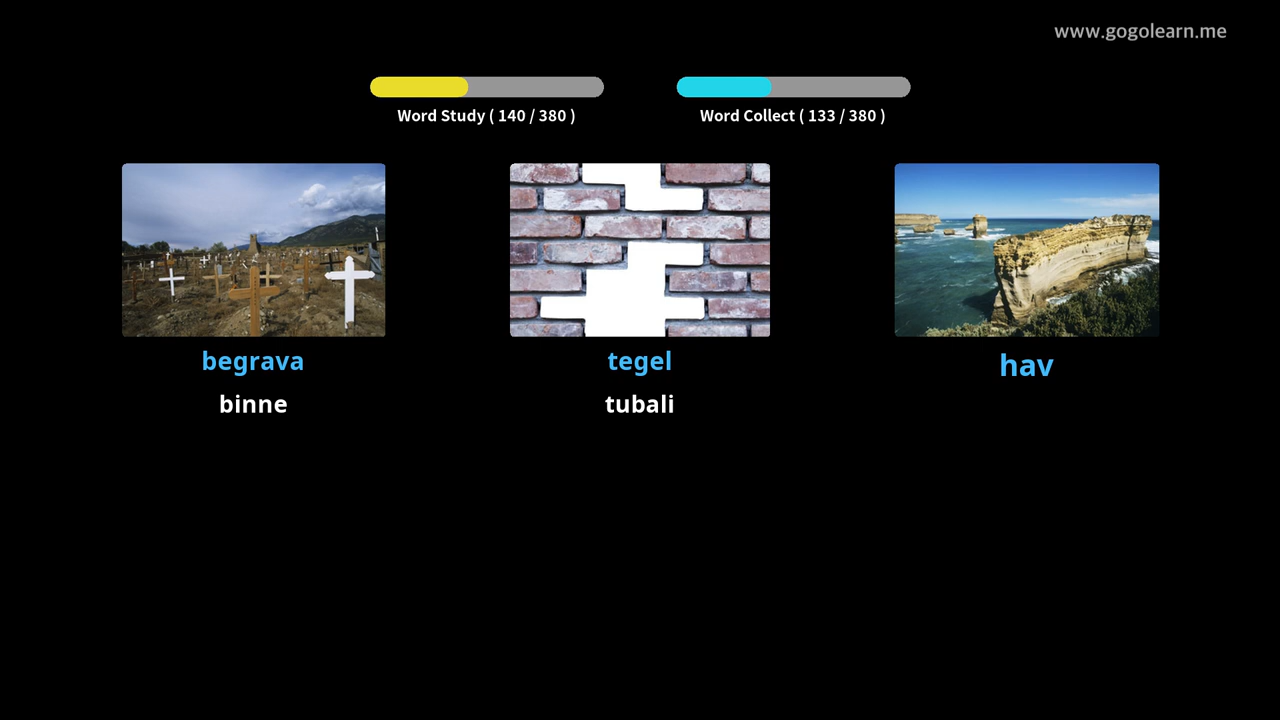 www.gogolearn.me
Word Study ( 140 / 380 )
Word Collect ( 133 / 380 )
begrava
tegel
hav
binne
tubali